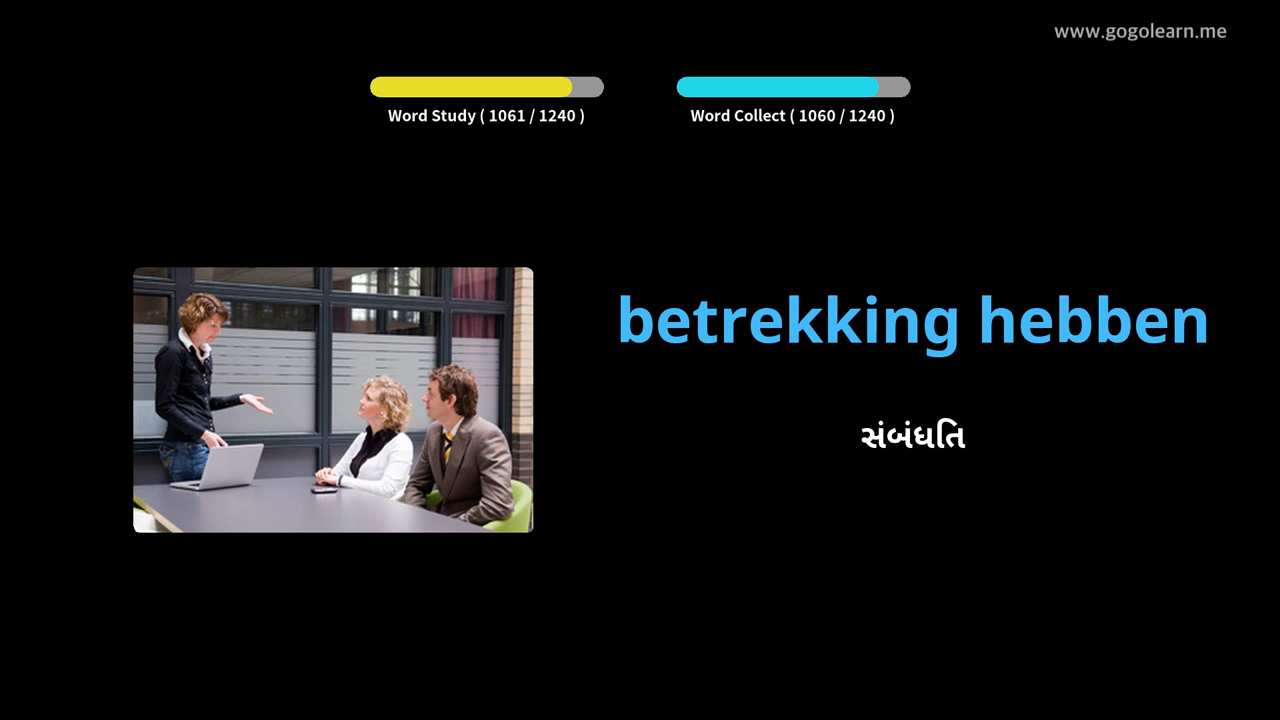 www.gogolearn.me
Word Study ( 1061 / 1240 )
Word Collect ( 1060 / 1240 )
betrekking hebben
સંબંધતિ